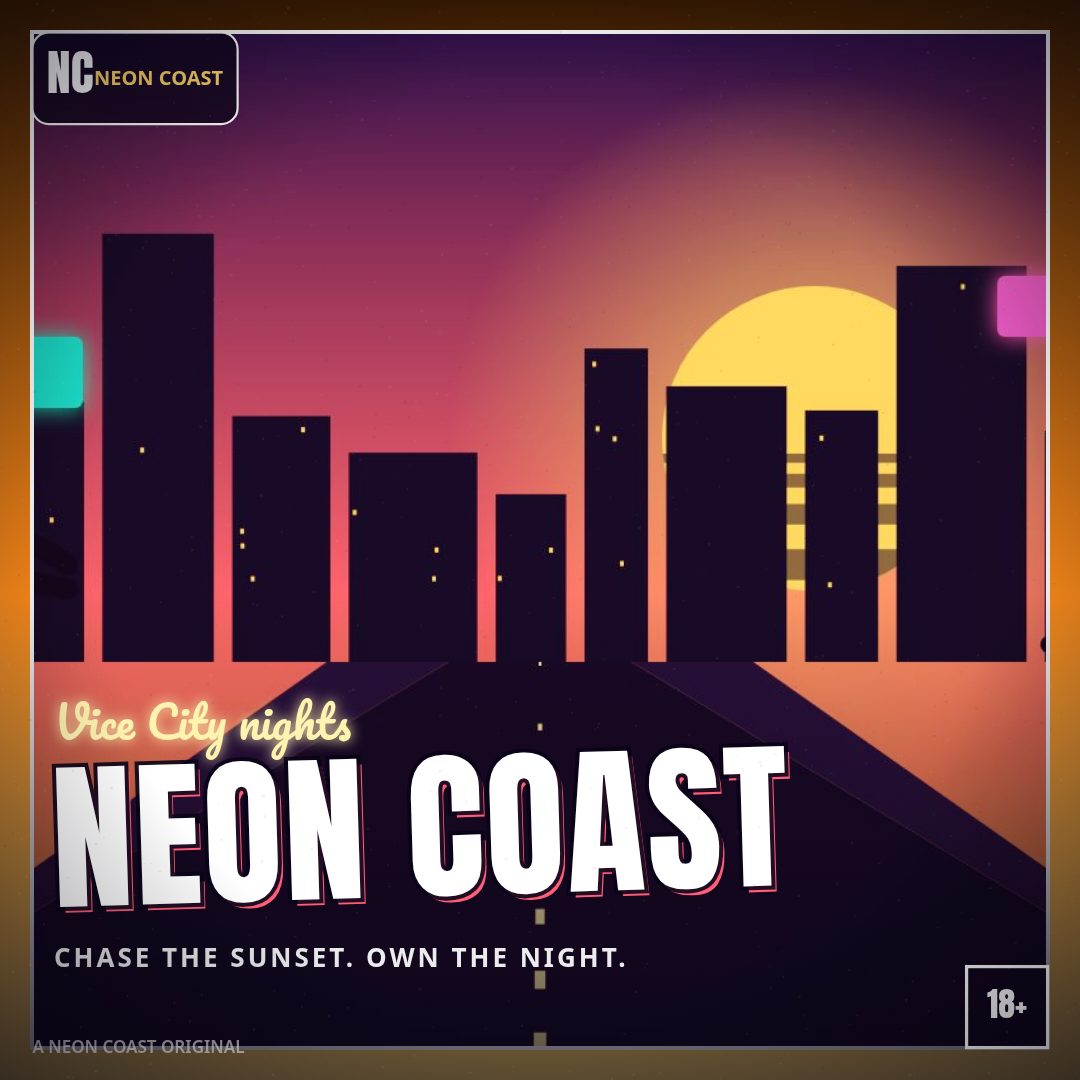 NC NEON COAST
Vice City nights
NEON COAST
CHASE THE SUNSET. OWN THE NIGHT.
18+
A NEON COAST ORIGINAL